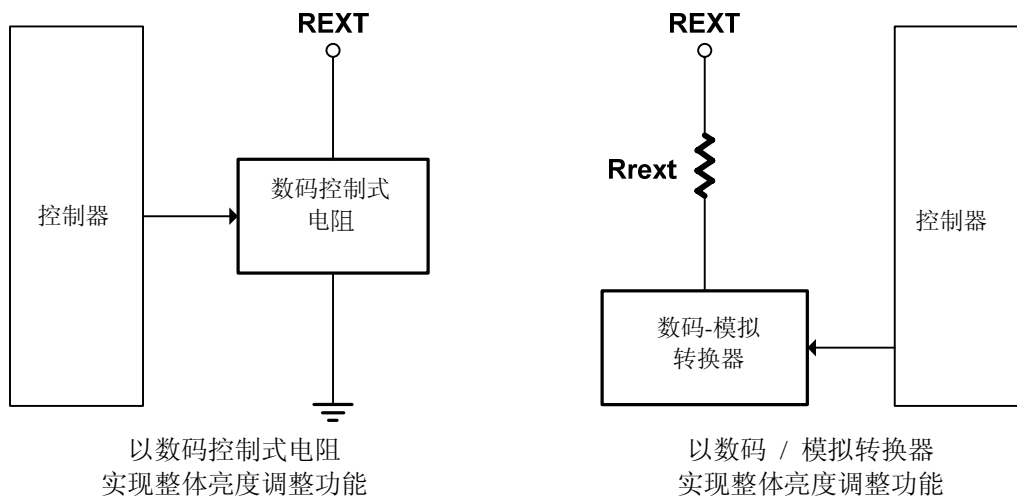 REXT
控制器
数码控制式
电阻
以数码控制式电阻
实现整体亮度调整功能
REXT
Rrext
控制器
数码-模拟
转换器
以数码 / 模拟转换器
实现整体亮度调整功能